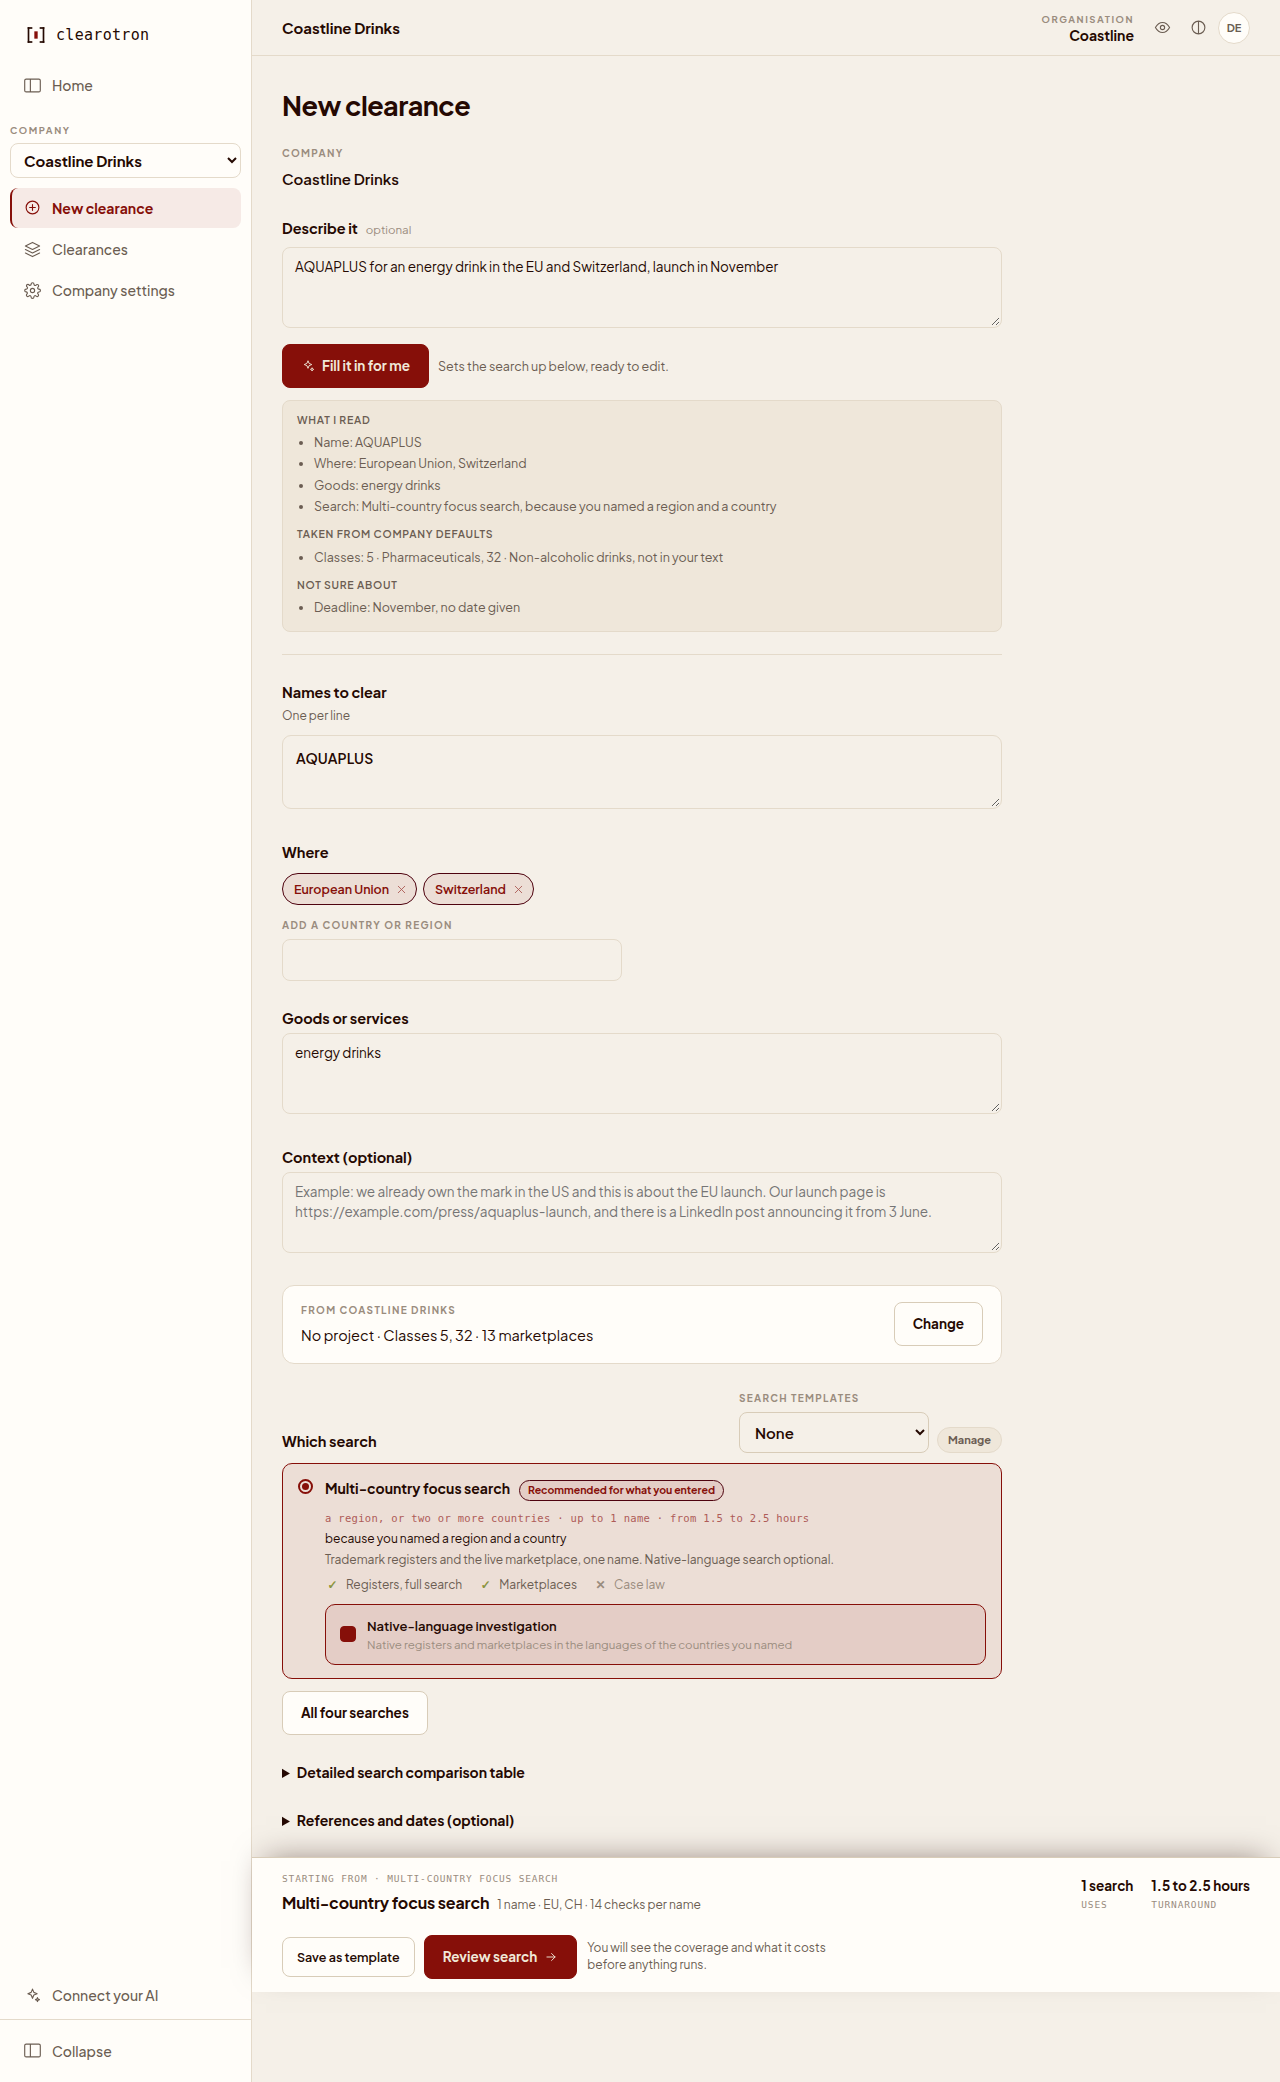 clearotron
Home
COMPANY
Coastline Drinks
New clearance
Clearances
Company settings
Connect your AI
Collapse
Coastline Drinks
ORGANISATION
Coastline
DE
New clearance
COMPANY
Coastline Drinks
Describe it optional
AQUAPLUS for an energy drink in the EU and Switzerland, launch in November
Fill it in for me
Sets the search up below, ready to edit.
WHAT I READ
• Name: AQUAPLUS
• Where: European Union, Switzerland
• Goods: energy drinks
• Search: Multi-country focus search, because you named a region and a country
TAKEN FROM COMPANY DEFAULTS
• Classes: 5 · Pharmaceuticals, 32 · Non-alcoholic drinks, not in your text
NOT SURE ABOUT
• Deadline: November, no date given
Names to clear
One per line
AQUAPLUS
Where
European Union ×
Switzerland ×
ADD A COUNTRY OR REGION
Goods or services
energy drinks
Context (optional)
Example: we already own the mark in the US and this is about the EU launch. Our launch page is
https://example.com/press/aquaplus-launch, and there is a LinkedIn post announcing it from 3 June.
FROM COASTLINE DRINKS
No project · Classes 5, 32 · 13 marketplaces
Change
SEARCH TEMPLATES
Which search
None
Manage
Multi-country focus search Recommended for what you entered
a region, or two or more countries · up to 1 name · from 1.5 to 2.5 hours
because you named a region and a country
Trademark registers and the live marketplace, one name. Native-language search optional.
✓ Registers, full search ✓ Marketplaces ✕ Case law
Native-language investigation
Native registers and marketplaces in the languages of the countries you named
All four searches
▶ Detailed search comparison table
▶ References and dates (optional)
STARTING FROM · MULTI-COUNTRY FOCUS SEARCH
Multi-country focus search 1 name · EU, CH · 14 checks per name
1 search
USES
1.5 to 2.5 hours
TURNAROUND
Save as template
Review search →
You will see the coverage and what it costs
before anything runs.